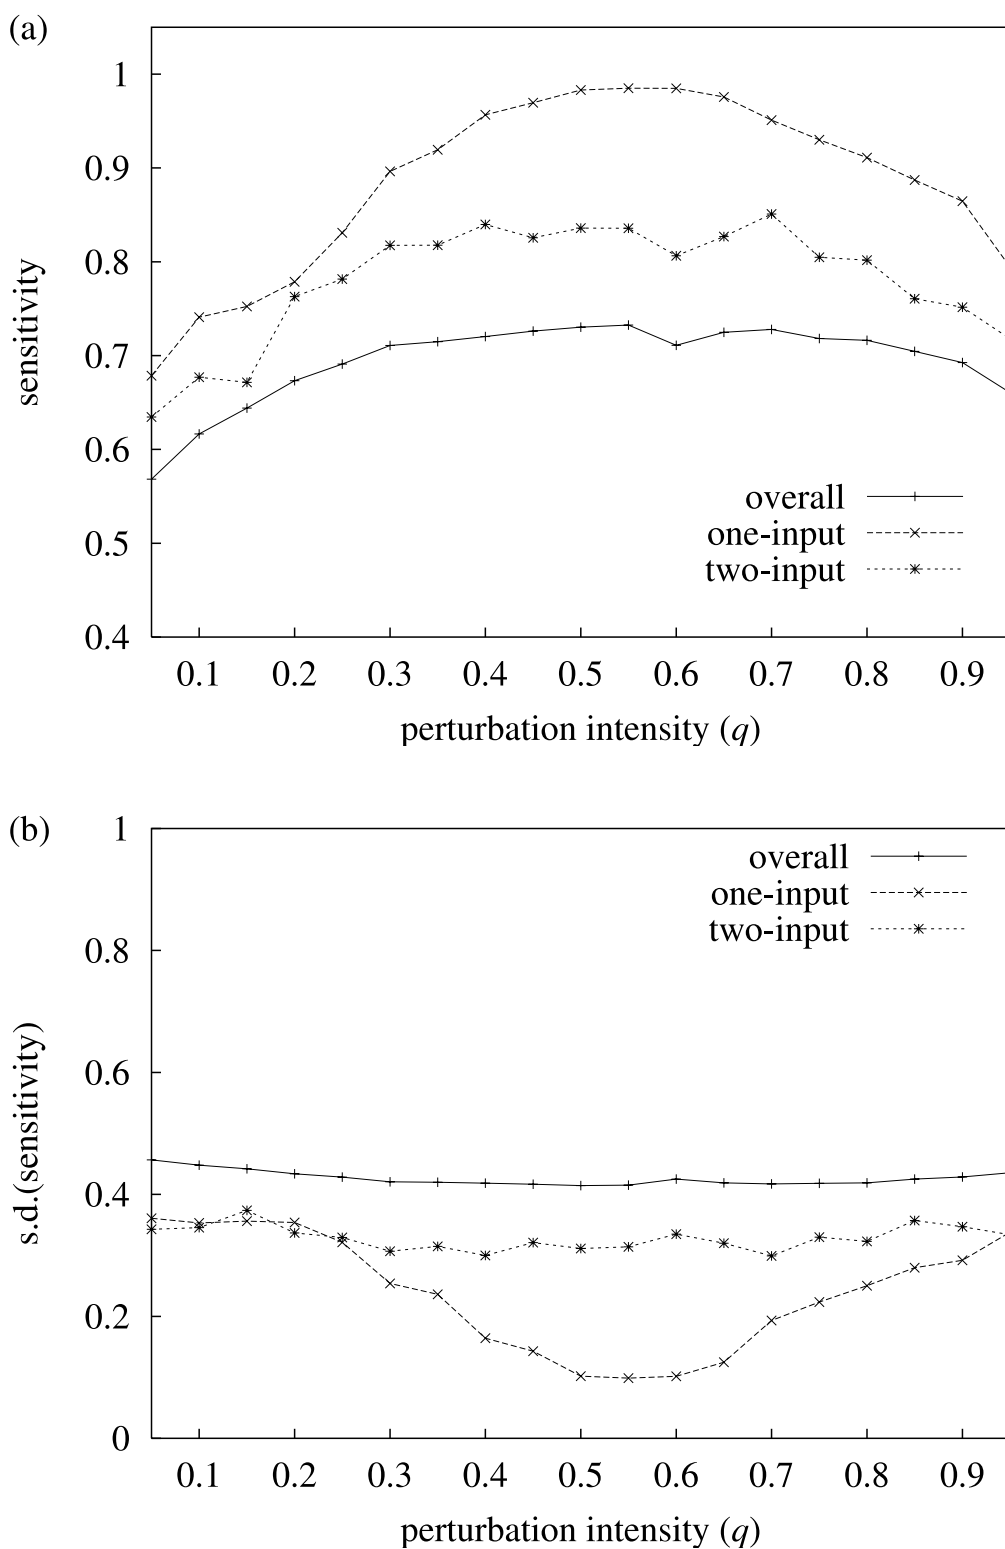 (a)
1
0.9
0.8
0.7
0.6
0.5
0.4
sensitivity
overall
one-input
two-input
0.1 0.2 0.3 0.4 0.5 0.6 0.7 0.8 0.9
perturbation intensity (q)
(b)
1
0.8
0.6
0.4
0.2
0
s.d.(sensitivity)
overall
one-input
two-input
0.1 0.2 0.3 0.4 0.5 0.6 0.7 0.8 0.9
perturbation intensity (q)